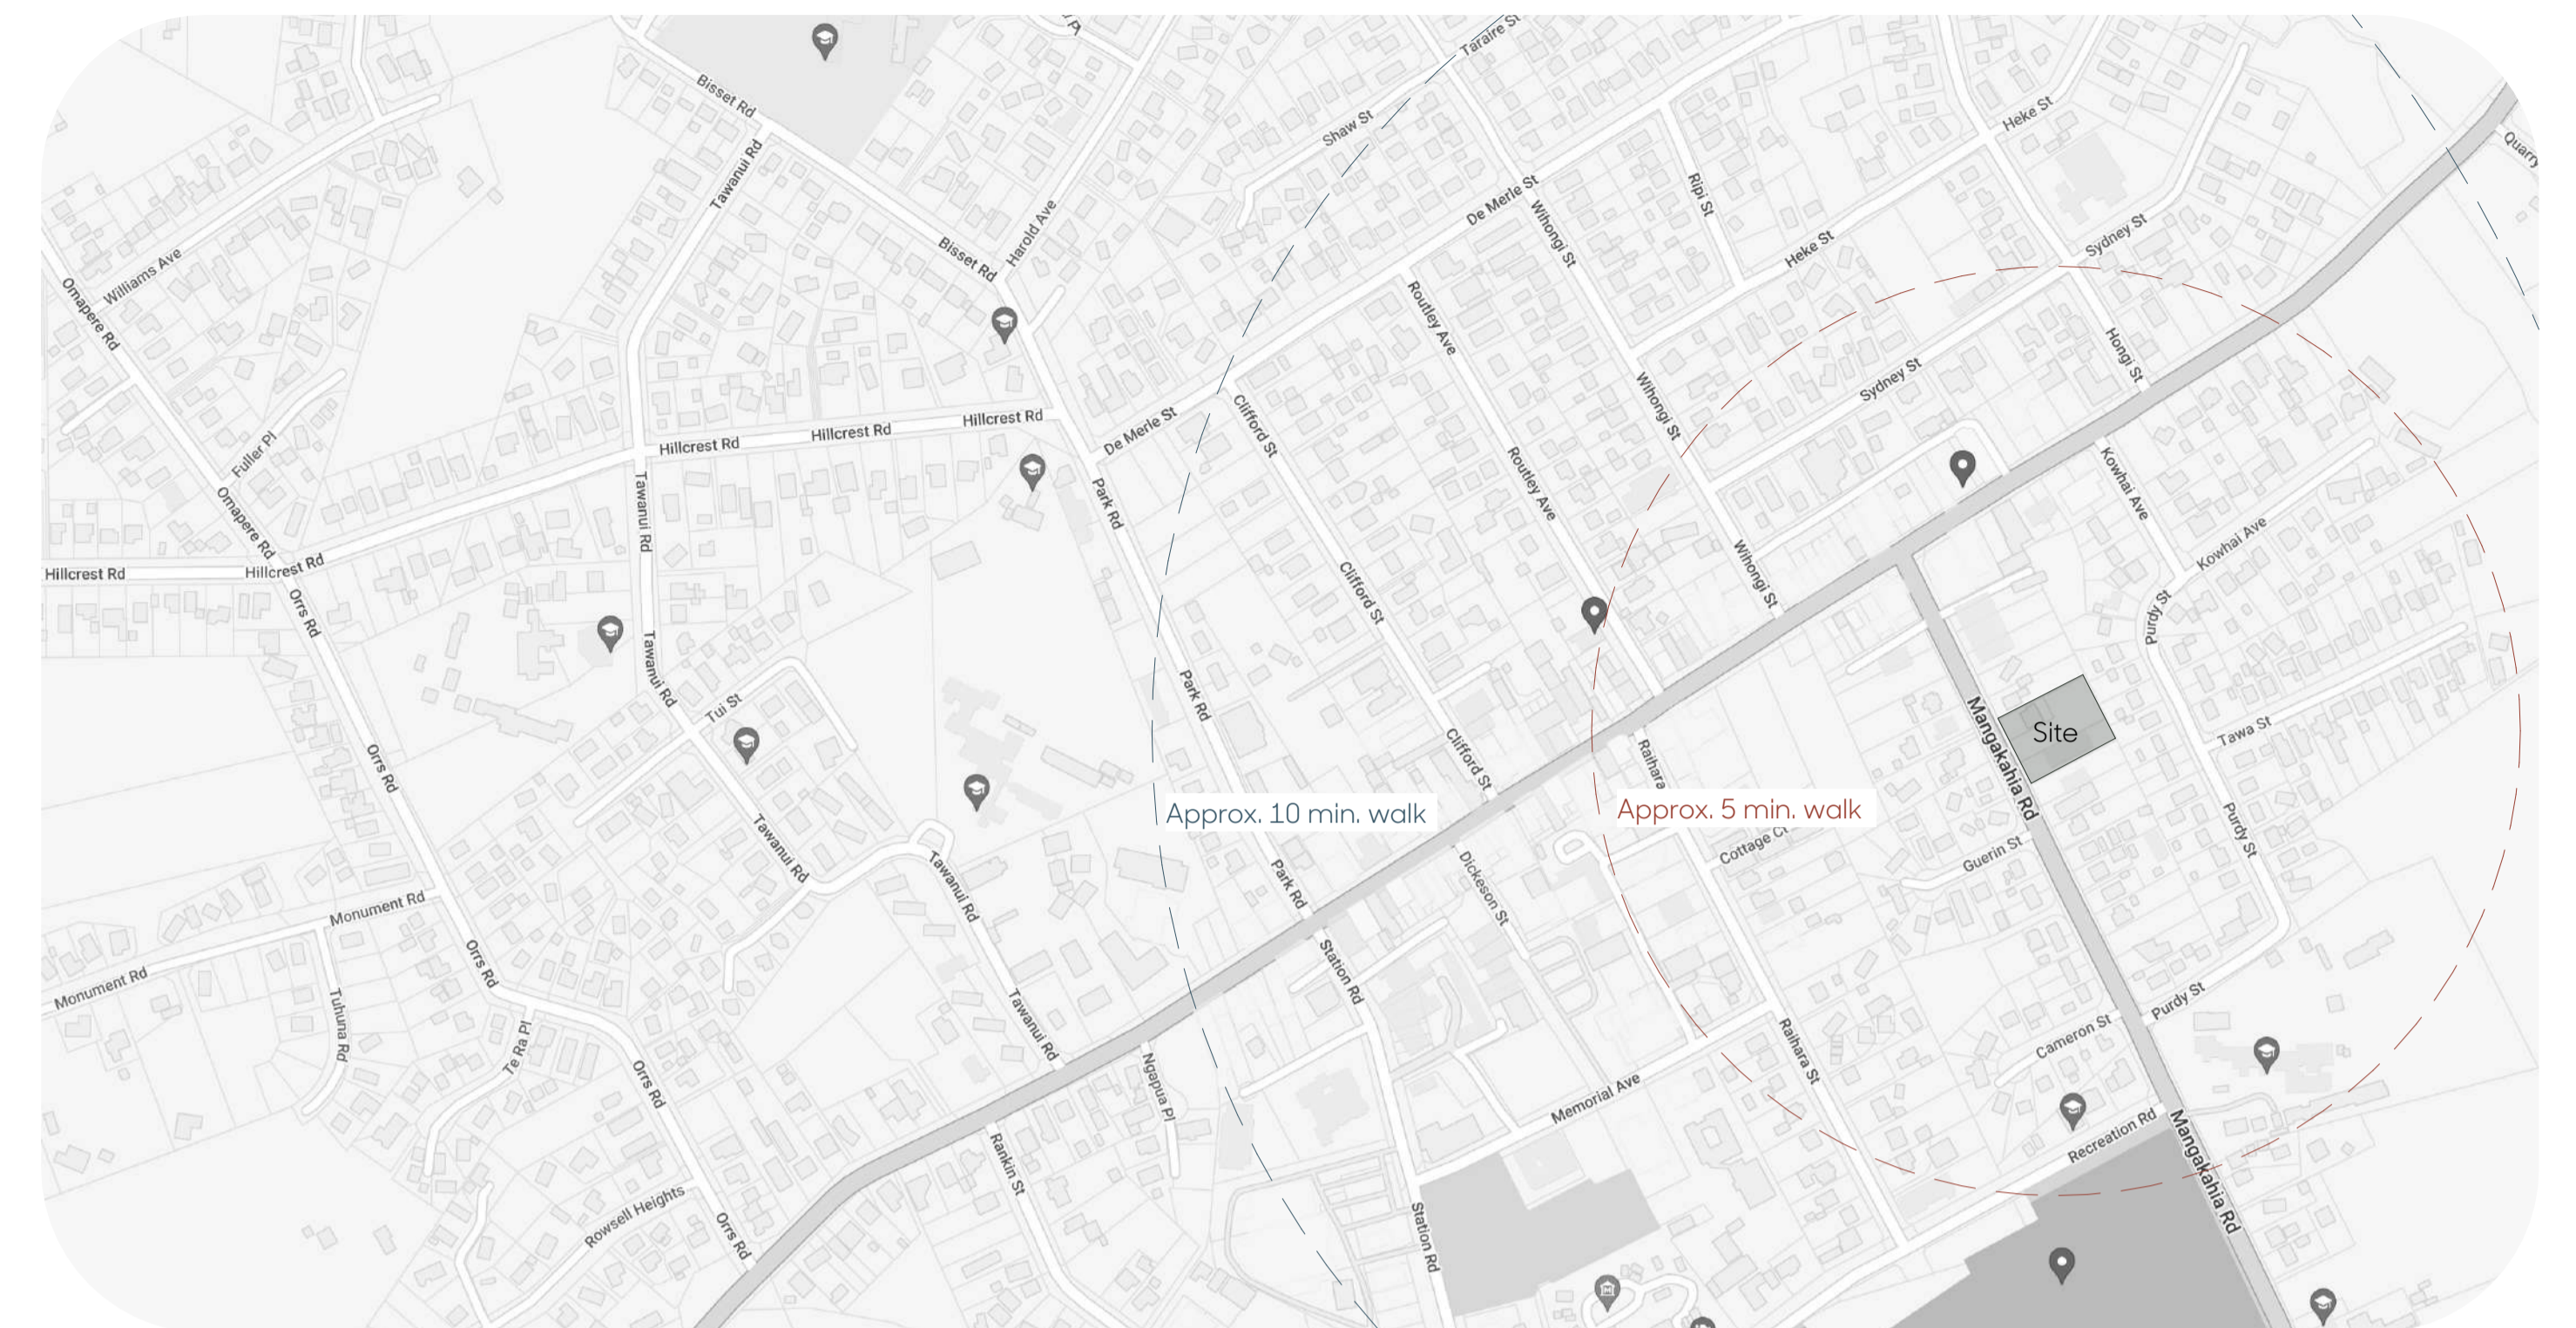 Taraire St
Bisset Rd
Shaw St
Heke St
Quarry
Tawanui Rd
De Merle St
Ripi St
Wihongi St
Harold Ave
Bisset Rd
Heke St
Sydney St
Williams Ave
Omapere Rd
Routley Ave
Hongi St
Sydney St
Wihongi St
Hillcrest Rd
Hillcrest Rd
Hillcrest Rd
De Merle St
Clifford St
Fuller Pl
Omapere Rd
Tawanui Rd
Park Rd
Routley Ave
Kowhai Ave
Kowhai Ave
Hillcrest Rd
Hillcrest Rd
Orrs Rd
Clifford St
Wihongi St
Purdy St
Tawanui Rd
Tui St
Park Rd
Mangakahia Rd
Site
Tawa St
Orrs Rd
Clifford St
Raihara
Approx. 10 min. walk
Approx. 5 min. walk
Tawanui Rd
Cottage
Guerin St
Purdy St
Tawanui Rd
Park Rd
Dickeson St
Monument Rd
Monument Rd
Orrs Rd
Station Rd
Purdy St
Tuhuna Rd
Te Ra Pl
Tawanui Rd
Cameron St
Raihara St
Orrs Rd
Ngapua Pl
Memorial Ave
Recreation Rd
Rankin St
Mangakahia Rd
Rowsell Heights
Orrs Rd
Station Rd